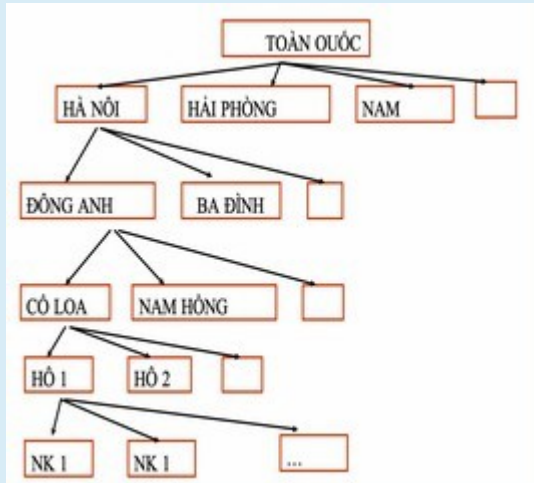 TOÀN QUỐC
HÀ NÔI
HẢI PHÒNG
NAM
ĐÔNG ANH
BA ĐÌNH
CỔ LOA
NAM HỒNG
HỘ 1
HỘ 2
NK 1
NK 1
...